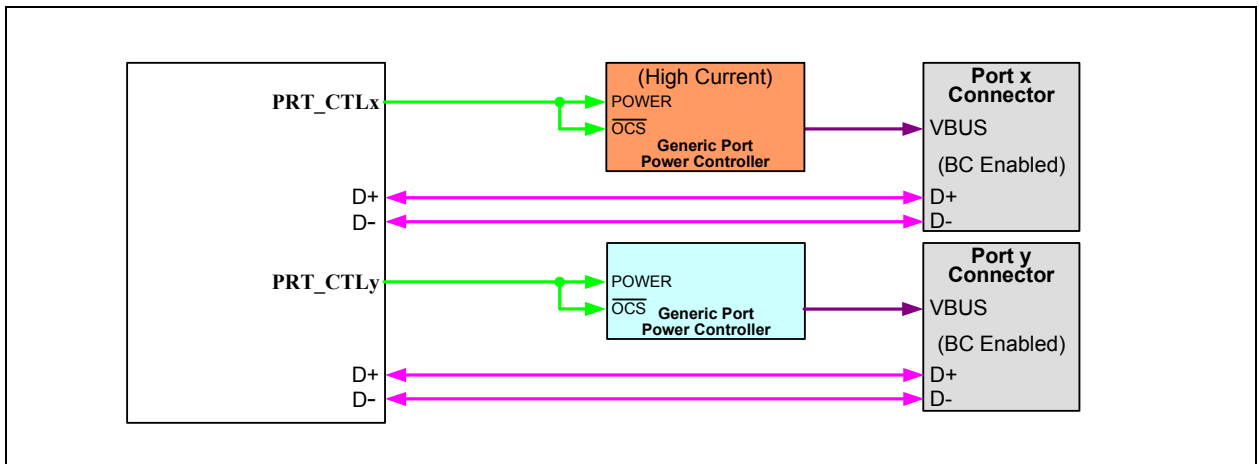 PRT_CTLx
D+
D-
PRT_CTLy
D+
D-
(High Current)
POWER
OCS
Generic Port
Power Controller
POWER
OCS
Generic Port
Power Controller
Port x
Connector
VBUS
(BC Enabled)
D+
D-
Port y
Connector
VBUS
(BC Enabled)
D+
D-